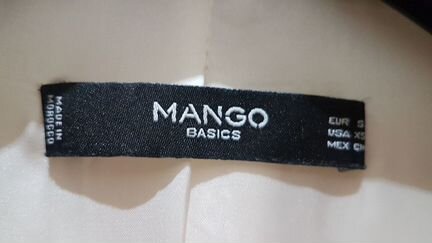 MADE IN
MOROCCO
MANGO
BASICS
EUR S
USA XS
MEX CH